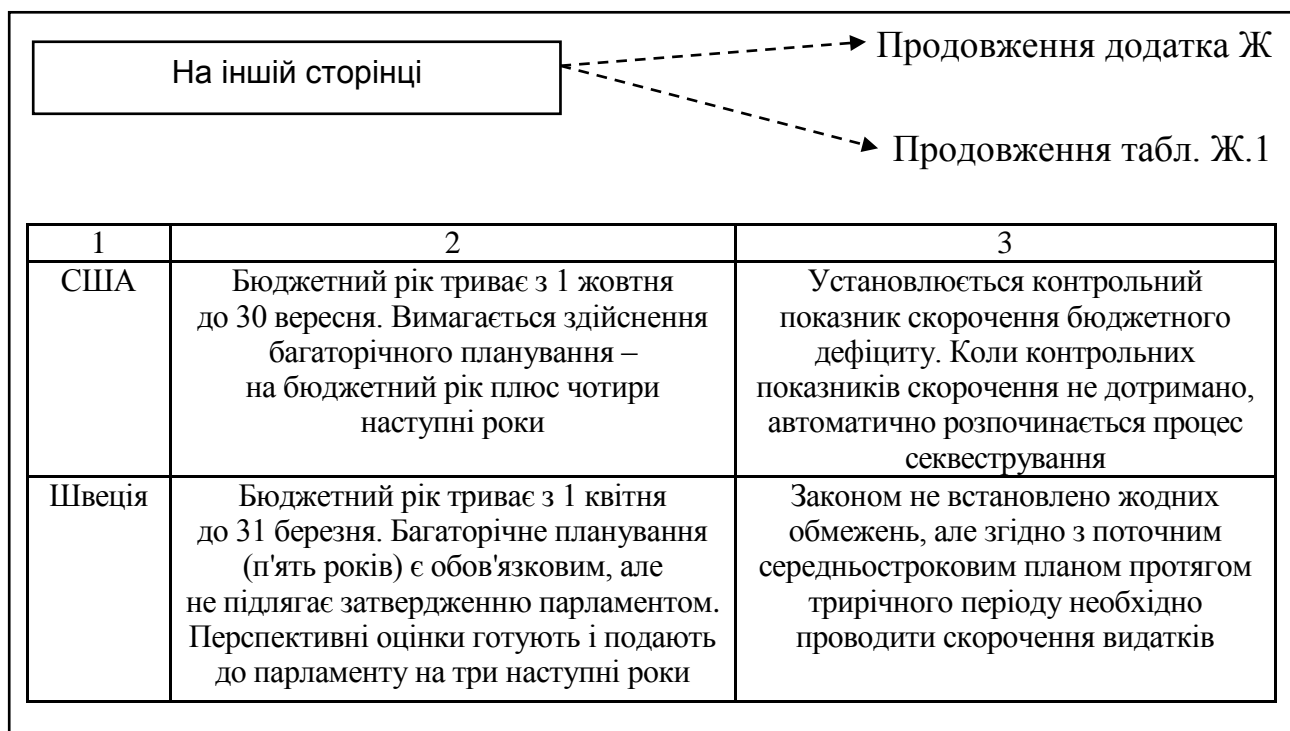 На іншій сторінці
Продовження додатка Ж
Продовження табл. Ж.1
1
2
3
США
Бюджетний рік триває з 1 жовтня
до 30 вересня. Вимагається здійснення
багаторічного планування –
на бюджетний рік плюс чотири
наступні роки
Установлюється контрольний
показник скорочення бюджетного
дефіциту. Коли контрольних
показників скорочення не дотримано,
автоматично розпочинається процес
секвестрування
Швеція
Бюджетний рік триває з 1 квітня
до 31 березня. Багаторічне планування
(п'ять років) є обов'язковим, але
не підлягає затвердженню парламентом.
Перспективні оцінки готують і подають
до парламенту на три наступні роки
Законом не встановлено жодних
обмежень, але згідно з поточним
середньостроковим планом протягом
трирічного періоду необхідно
проводити скорочення видатків